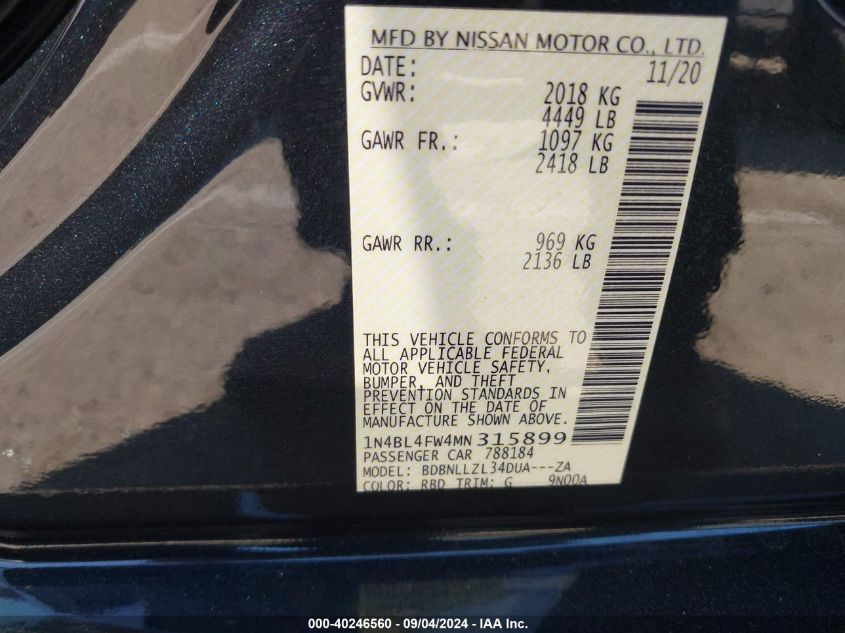 MFD BY NISSAN MOTOR CO., LTD.
DATE: 11/20
GVWR: 2018 KG
4449 LB
GAWR FR.: 1097 KG
2418 LB
GAWR RR.: 969 KG
2136 LB
THIS VEHICLE CONFORMS TO
ALL APPLICABLE FEDERAL
MOTOR VEHICLE SAFETY,
BUMPER, AND THEFT
PREVENTION STANDARDS IN
EFFECT ON THE DATE OF
MANUFACTURE SHOWN ABOVE.
1N4BL4FW4MN315899
PASSENGER CAR 788184
MODEL: BDBNLLZL34DUA---ZA
COLOR: RBD TRIM: G 9N00A
000-40246560 - 09/04/2024 - IAA Inc.